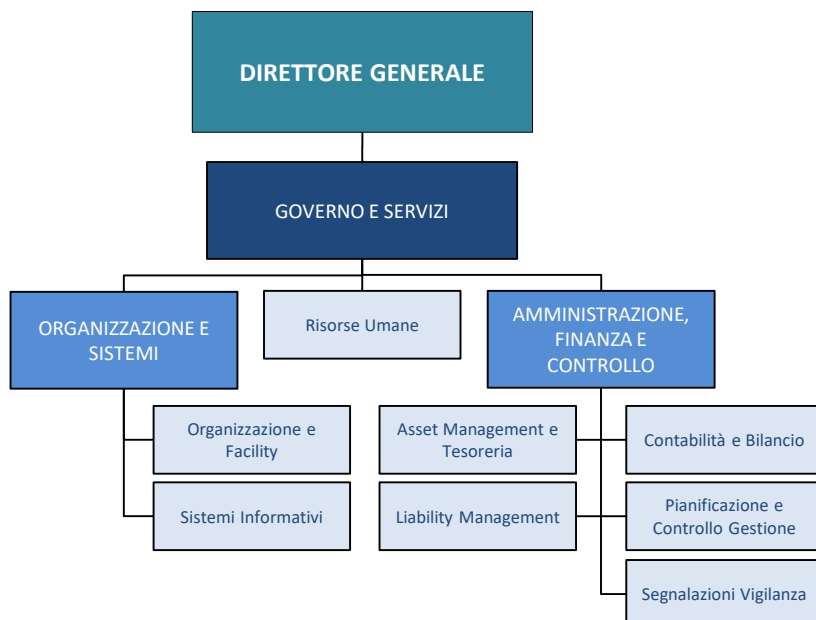 DIRETTORE GENERALE
GOVERNO E SERVIZI
ORGANIZZAZIONE E
SISTEMI
Risorse Umane
AMMINISTRAZIONE,
FINANZA E
CONTROLLO
Organizzazione e
Facility
Asset Management e
Tesoreria
Contabilità e Bilancio
Sistemi Informativi
Liability Management
Pianificazione e
Controllo Gestione
Segnalazioni Vigilanza